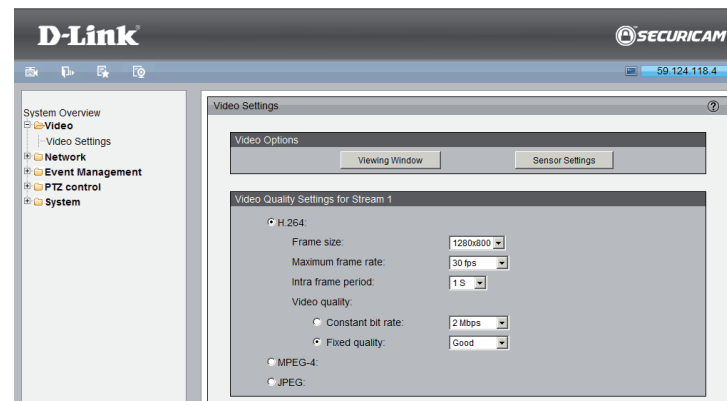 D-Link
SECURICAM
59.124.118.4
System Overview
Video
Video Settings
Network
Event Management
PTZ control
System
Video Settings
?
Video Options
Viewing Window
Sensor Settings
Video Quality Settings for Stream 1
H.264:
Frame size: 1280x800
Maximum frame rate: 30 fps
Intra frame period: 1 S
Video quality:
Constant bit rate: 2 Mbps
Fixed quality: Good
MPEG-4:
JPEG: